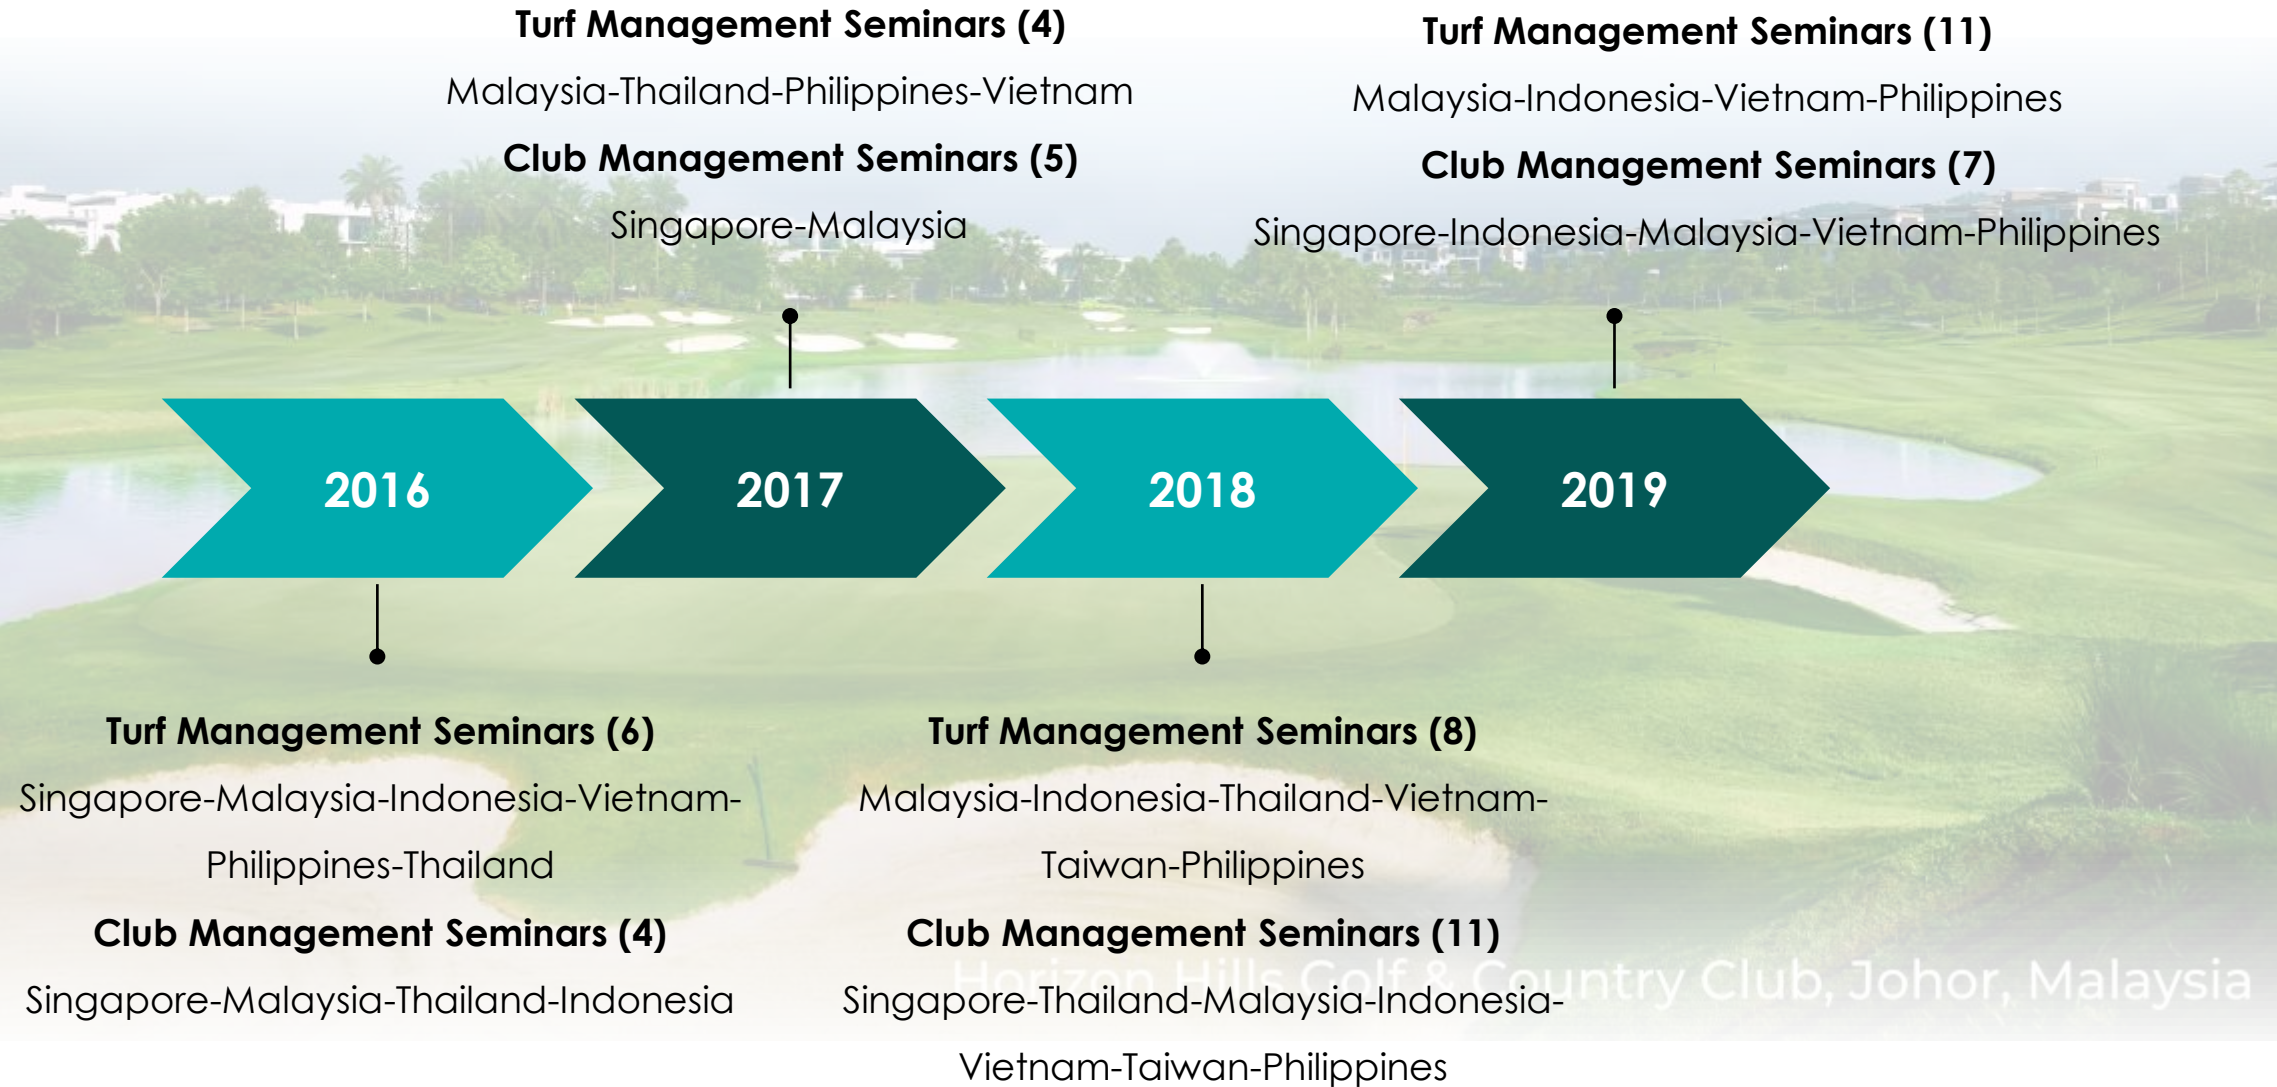 Turf Management Seminars (4)
Malaysia-Thailand-Philippines-Vietnam
Club Management Seminars (5)
Singapore-Malaysia
Turf Management Seminars (11)
Malaysia-Indonesia-Vietnam-Philippines
Club Management Seminars (7)
Singapore-Indonesia-Malaysia-Vietnam-Philippines
2016
2017
2018
2019
Turf Management Seminars (6)
Singapore-Malaysia-Indonesia-Vietnam-
Philippines-Thailand
Club Management Seminars (4)
Singapore-Malaysia-Thailand-Indonesia
Turf Management Seminars (8)
Malaysia-Indonesia-Thailand-Vietnam-
Taiwan-Philippines
Club Management Seminars (11)
Singapore-Thailand-Malaysia-Indonesia-
Vietnam-Taiwan-Philippines
Horizon Hills Golf & Country Club, Johor, Malaysia